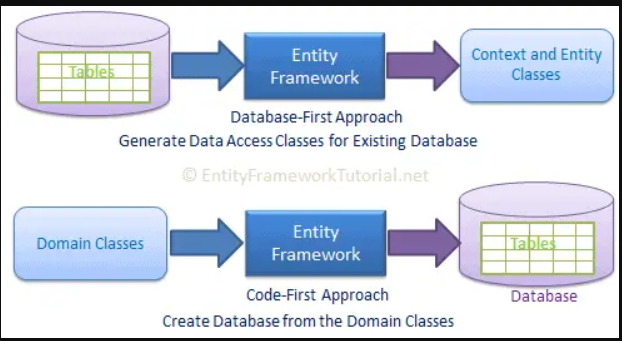 Tables
Entity
Framework
Context and Entity
Classes
Database-First Approach
Generate Data Access Classes for Existing Database
© EntityFrameworkTutorial.net
Domain Classes
Entity
Framework
Tables
Code-First Approach
Database
Create Database from the Domain Classes